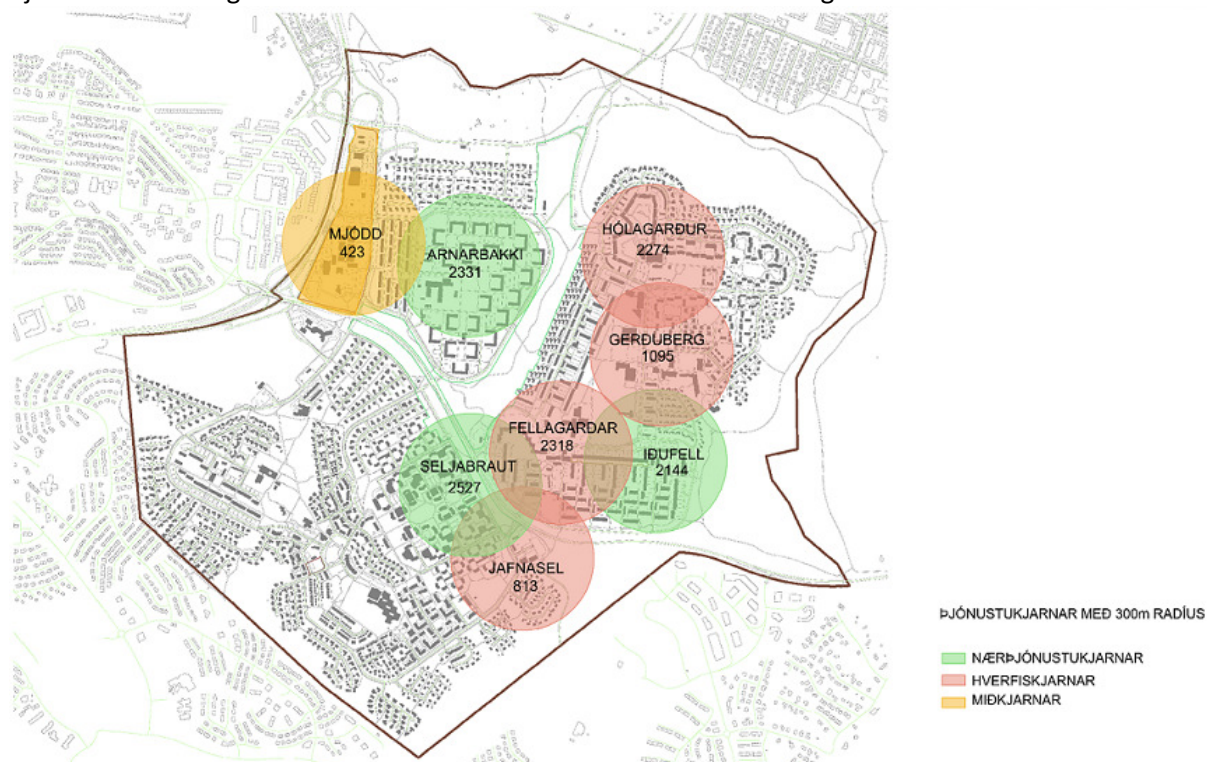 MJÓDD
423
ARNARBAKKI
2331
HÓLAGARÐUR
2274
GERÐUBERG
1095
FELLAGARÐAR
2318
IÐUFELL
2144
SELJABRAUT
2527
JAFNASEL
813
ÞJÓNUSTUKJARNAR MEÐ 300m RADÍUS
NÆRÞJÓNUSTUKJARNAR
HVERFISKJARNAR
MIÐKJARNAR